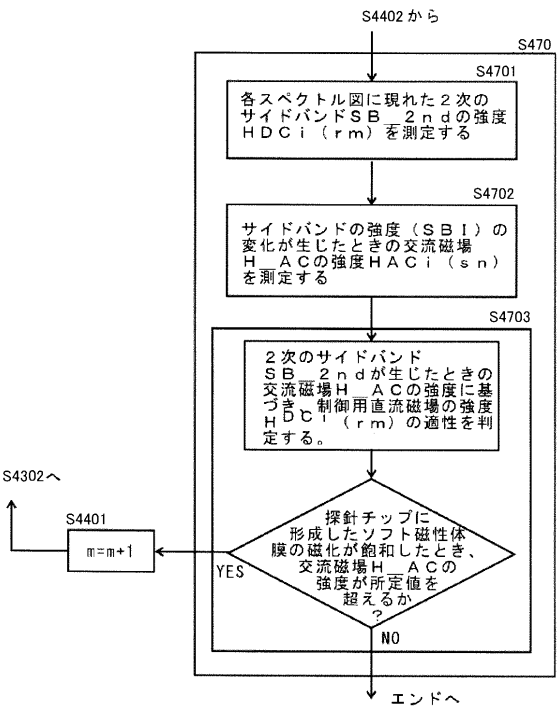 S4402から
S470
S4701
各スペクトル図に現れた2次の
サイドバンドSB_2ndの強度
HDCi(rm)を測定する
S4702
サイドバンドの強度(SBI)の
変化が生じたときの交流磁場
H_ACの強度HACi(sn)
を測定する
S4703
2次のサイドバンド
SB_2ndが生じたときの
交流磁場H_ACの強度に基
づき、制御用直流磁場の強度
HDCi(rm)の適性を判
定する。
S4302へ
S4401
m=m+1
YES
探針チップに
形成したソフト磁性体
膜の磁化が飽和したとき、
交流磁場H_ACの
強度が所定値を
超えるか
?
NO
エンドへ